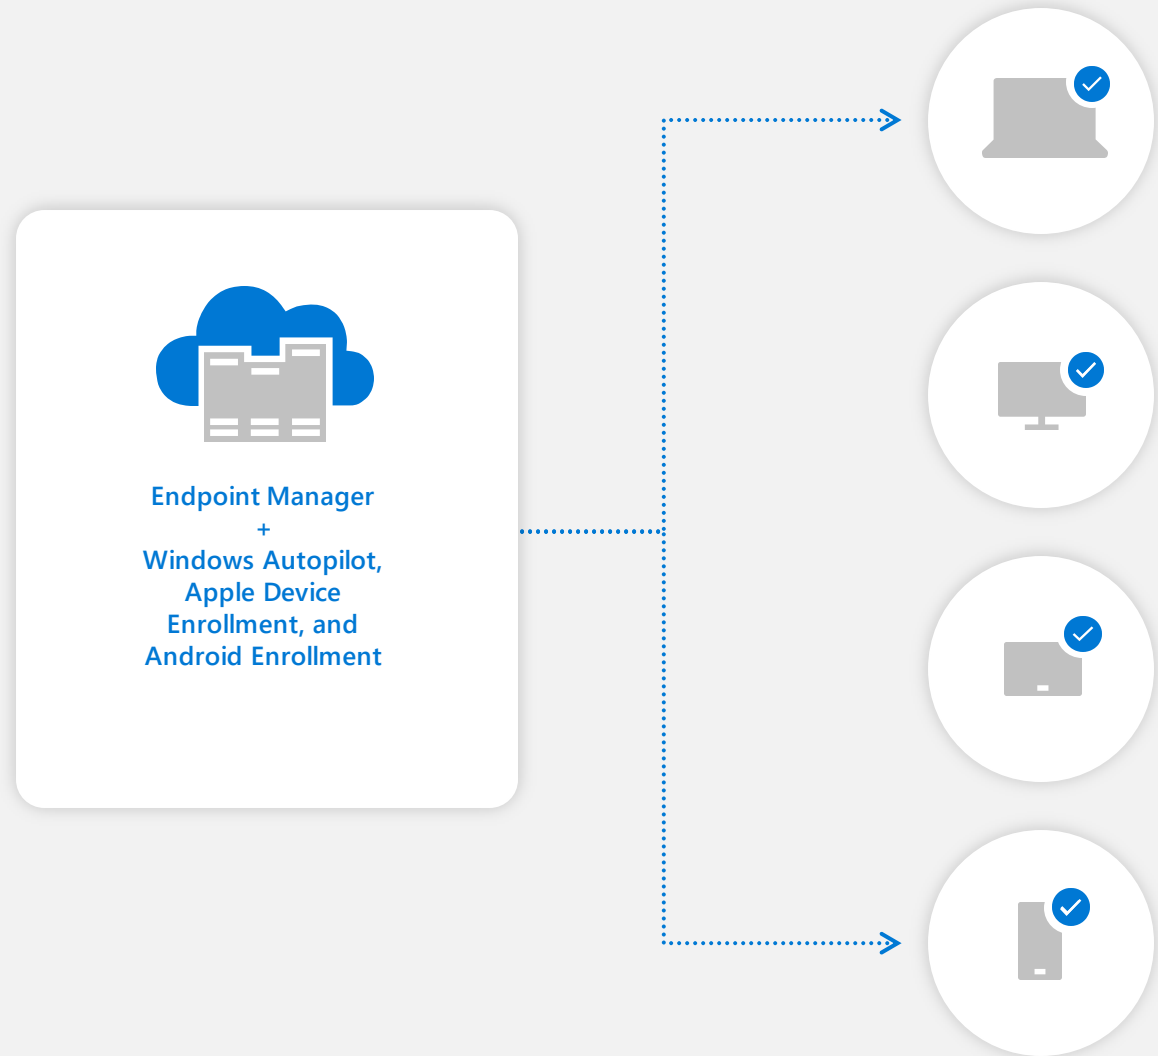 Endpoint Manager
+
Windows Autopilot,
Apple Device
Enrollment, and
Android Enrollment